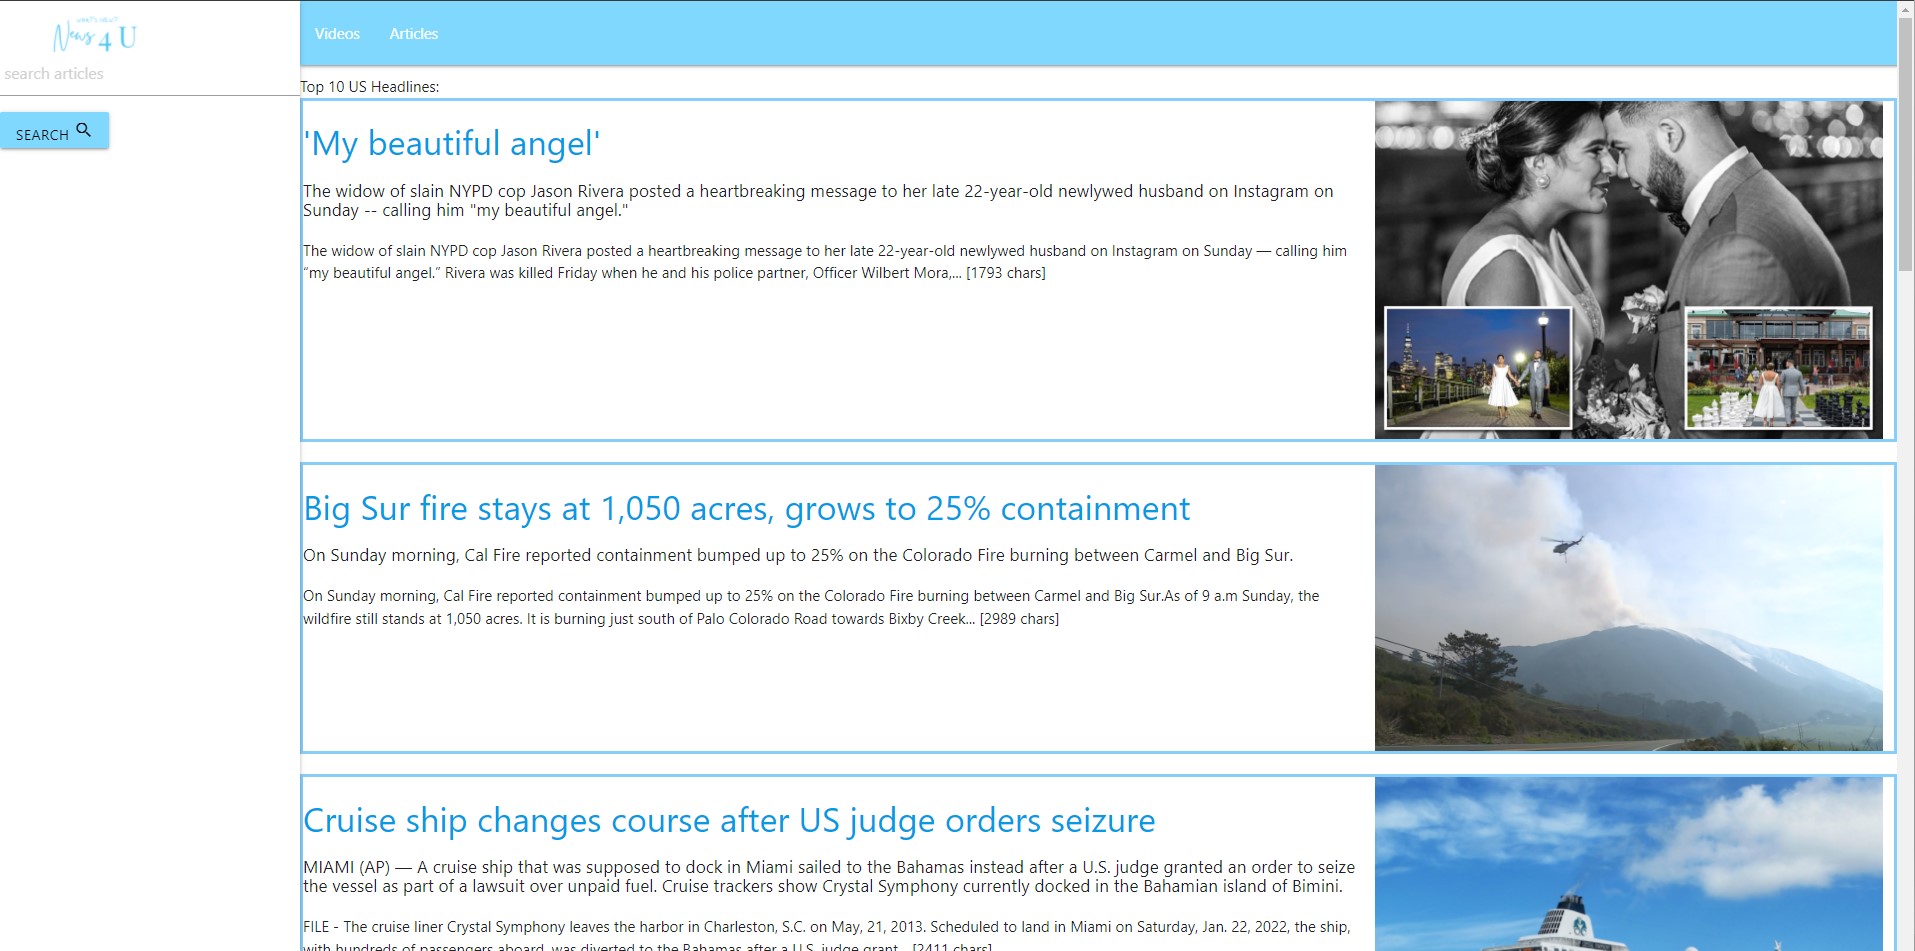 WHAT'S NEW?
News 4 U
search articles
SEARCH
Videos Articles
Top 10 US Headlines:
'My beautiful angel'
The widow of slain NYPD cop Jason Rivera posted a heartbreaking message to her late 22-year-old newlywed husband on Instagram on
Sunday -- calling him "my beautiful angel."
The widow of slain NYPD cop Jason Rivera posted a heartbreaking message to her late 22-year-old newlywed husband on Instagram on Sunday — calling him
“my beautiful angel.” Rivera was killed Friday when he and his police partner, Officer Wilbert Mora,... [1793 chars]
Big Sur fire stays at 1,050 acres, grows to 25% containment
On Sunday morning, Cal Fire reported containment bumped up to 25% on the Colorado Fire burning between Carmel and Big Sur.
On Sunday morning, Cal Fire reported containment bumped up to 25% on the Colorado Fire burning between Carmel and Big Sur.As of 9 a.m Sunday, the
wildfire still stands at 1,050 acres. It is burning just south of Palo Colorado Road towards Bixby Creek... [2989 chars]
Cruise ship changes course after US judge orders seizure
MIAMI (AP) — A cruise ship that was supposed to dock in Miami sailed to the Bahamas instead after a U.S. judge granted an order to seize
the vessel as part of a lawsuit over unpaid fuel. Cruise trackers show Crystal Symphony currently docked in the Bahamian island of Bimini.
FILE - The cruise liner Crystal Symphony leaves the harbor in Charleston, S.C. on May, 21, 2013. Scheduled to land in Miami on Saturday, Jan. 22, 2022, the ship,
with hundreds of passengers aboard, was diverted to the Bahamas after a U.S. judge grant... [2411 chars]